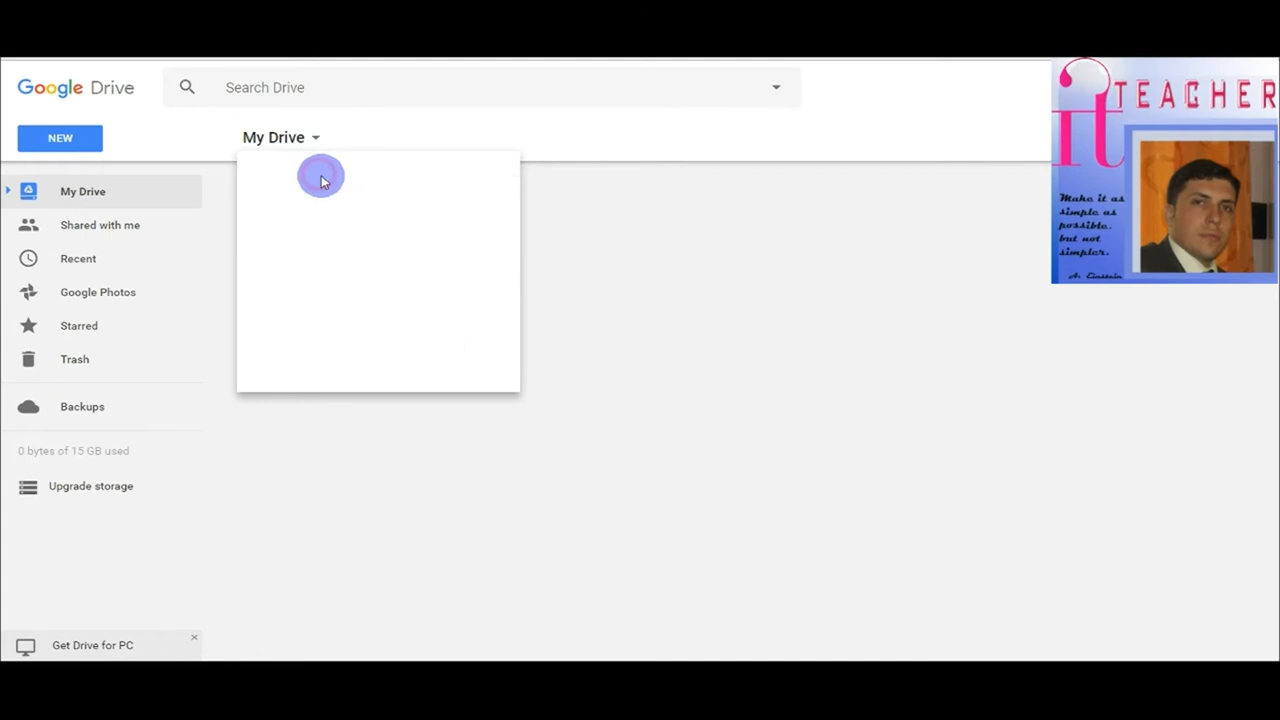 Google Drive
Search Drive
NEW
My Drive
My Drive
Shared with me
Recent
Google Photos
Starred
Trash
Backups
0 bytes of 15 GB used
Upgrade storage
Get Drive for PC
it TEACHER
Make it as
simple as
possible.
but not
simpler.
A. Einstein